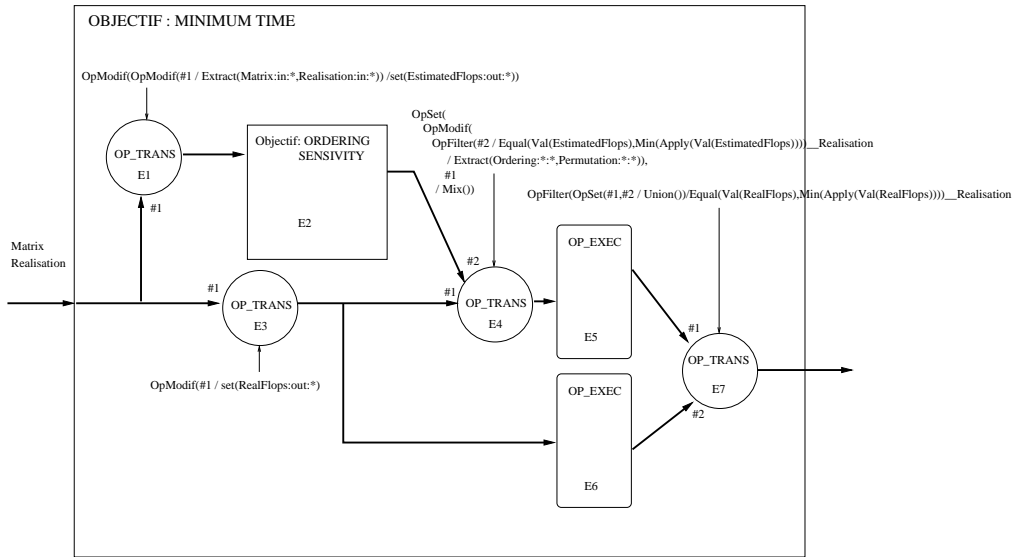 OBJECTIF : MINIMUM TIME
OpModif(OpModif(#1 / Extract(Matrix:in:*,Realisation:in:*)) /set(EstimatedFlops:out:*))
OP_TRANS
E1
#1
Objectif: ORDERING
SENSIVITY
E2
OpSet(
OpModif(
OpFilter(#2 / Equal(Val(EstimatedFlops),Min(Apply(Val(EstimatedFlops))))__Realisation
/ Extract(Ordering:*:*,Permutation:*:*)),
#1
/ Mix())
OpFilter(OpSet(#1,#2 / Union())/Equal(Val(RealFlops),Min(Apply(Val(RealFlops))))__Realisation
Matrix
Realisation
#1
OP_TRANS
E3
OpModif(#1 / set(RealFlops:out:*)
#2
#1
OP_TRANS
E4
OP_EXEC
E5
#1
OP_TRANS
E7
#2
OP_EXEC
E6